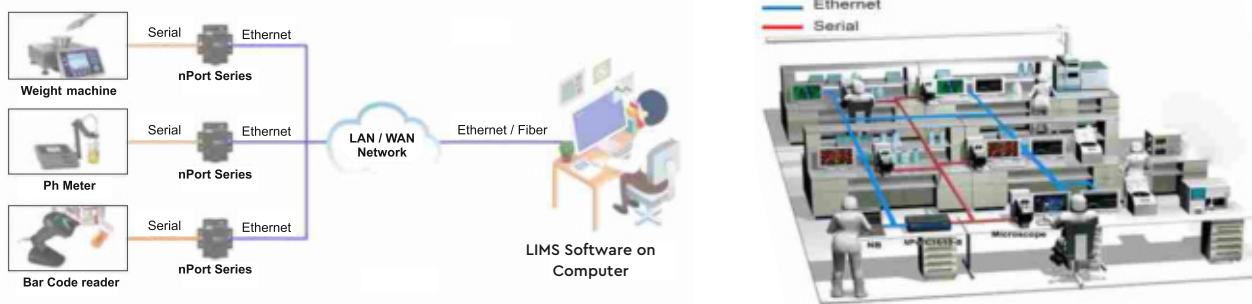 Serial
Ethernet
nPort Series
Weight machine
Serial
Ethernet
nPort Series
Ph Meter
Serial
Ethernet
nPort Series
Bar Code reader
LAN / WAN
Network
Ethernet / Fiber
LIMS Software on
Computer
Ethernet
Serial
NB
Microscope